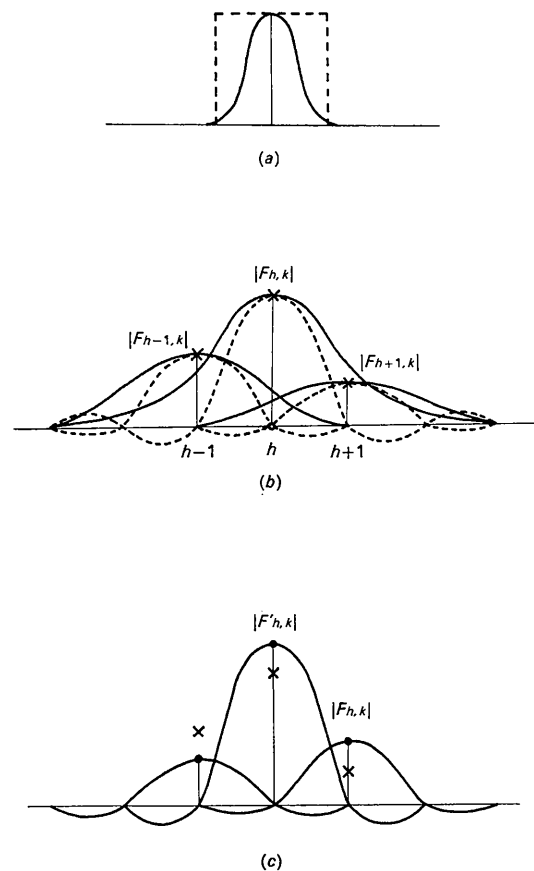 (a)
|Fh,k|
|Fh−1,k|
|Fh+1,k|
h−1 h h+1
(b)
|F'h,k|
|Fh,k|
(c)